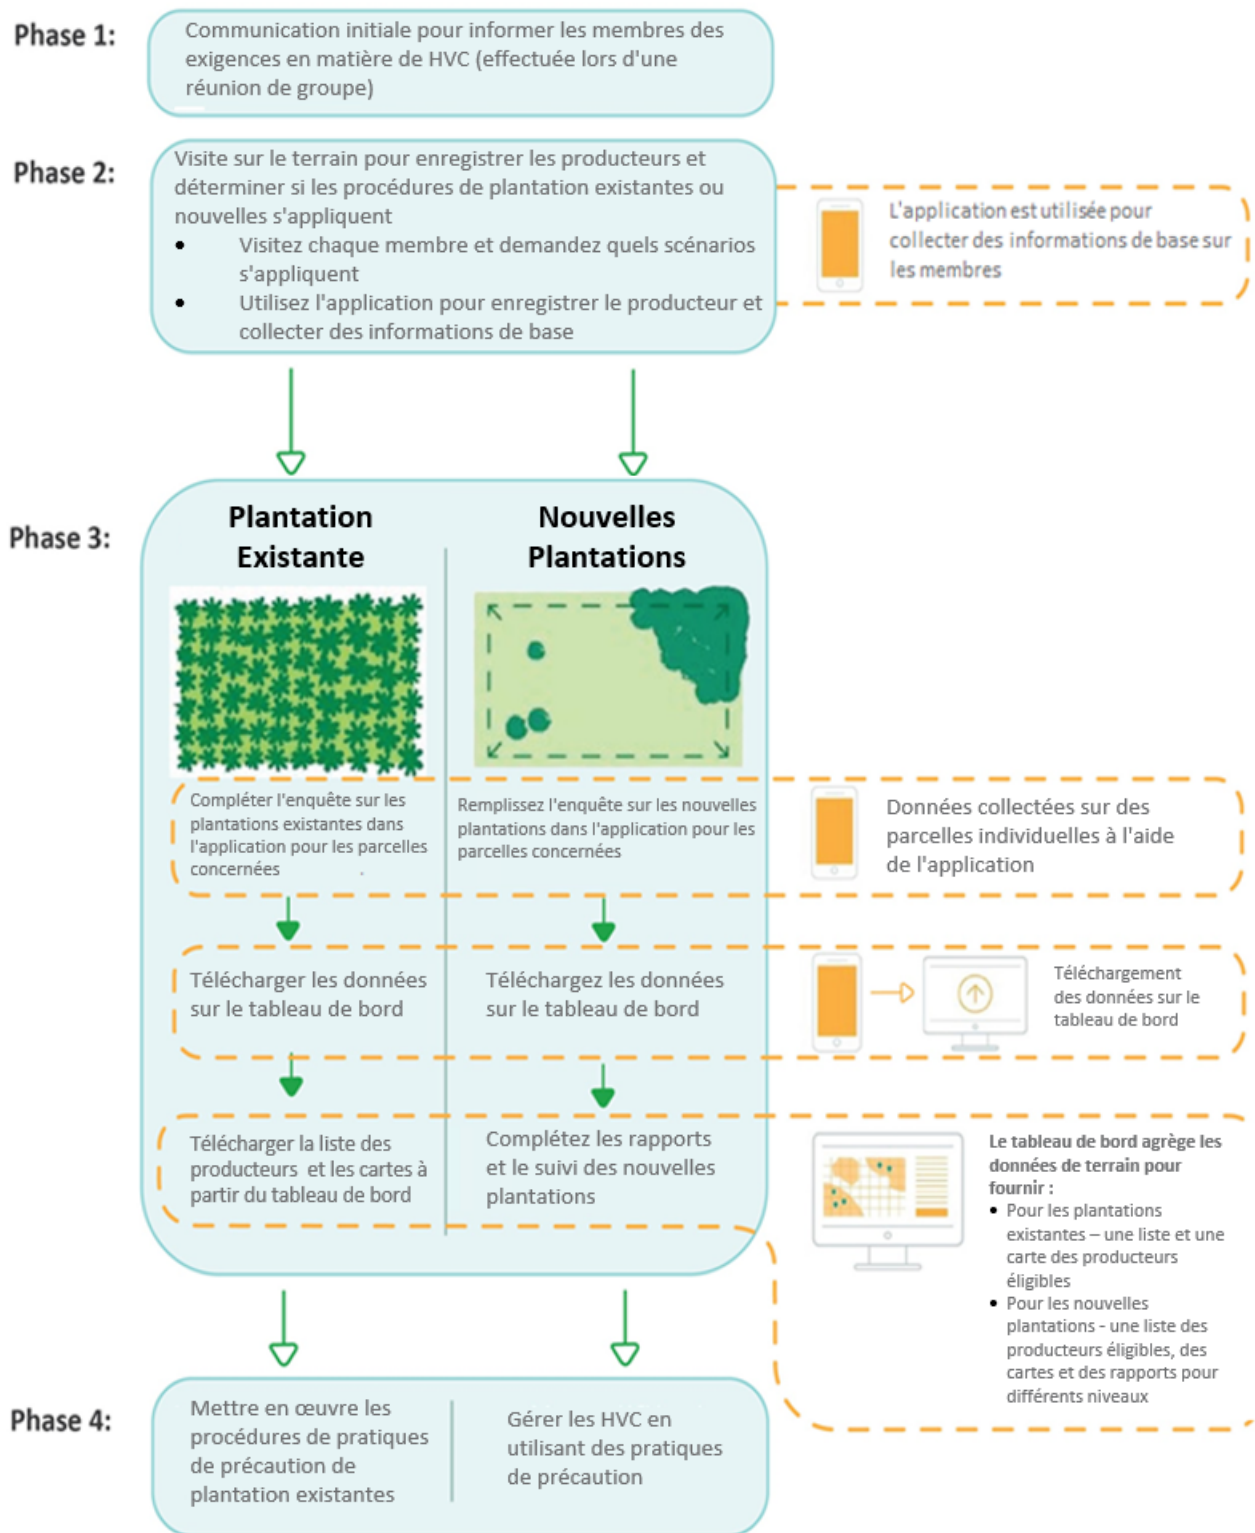 Phase 1:
Communication initiale pour informer les membres des
exigences en matière de HVC (effectuée lors d'une
réunion de groupe)
Phase 2:
Visite sur le terrain pour enregistrer les producteurs et
déterminer si les procédures de plantation existantes ou
nouvelles s'appliquent
• Visitez chaque membre et demandez quels scénarios
s'appliquent
• Utilisez l'application pour enregistrer le producteur et
collecter des informations de base
L'application est utilisée pour
collecter des informations de base sur
les membres
Phase 3:
Plantation
Existante
Nouvelles
Plantations
Compléter l'enquête sur les
plantations existantes dans
l'application pour les parcelles
concernées
Remplissez l'enquête sur les nouvelles
plantations dans l'application pour les
parcelles concernées
Données collectées sur des
parcelles individuelles à l'aide
de l'application
Télécharger les données
sur le tableau de bord
Téléchargez les données
sur le tableau de bord
Téléchargement
des données sur le
tableau de bord
Télécharger la liste des
producteurs et les cartes à
partir du tableau de bord
Complétez les rapports
et le suivi des nouvelles
plantations
Le tableau de bord agrège les
données de terrain pour
fournir :
• Pour les plantations
existantes – une liste et une
carte des producteurs
éligibles
• Pour les nouvelles
plantations - une liste des
producteurs éligibles, des
cartes et des rapports pour
différents niveaux
Phase 4:
Mettre en œuvre les
procédures de pratiques
de précaution de
plantation existantes
Gérer les HVC en
utilisant des pratiques
de précaution